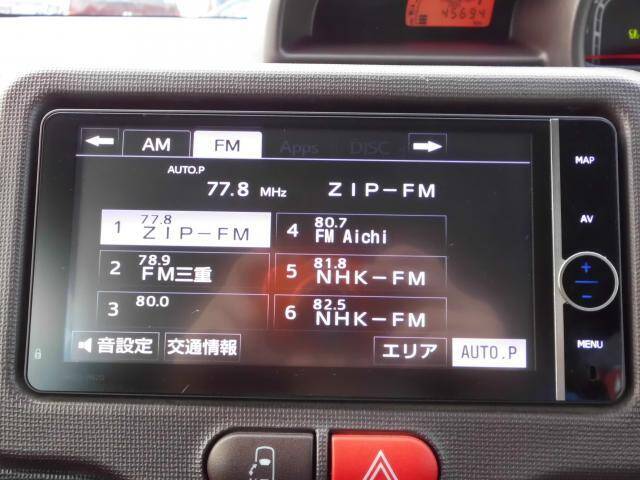 45694
AM FM Apps DISC
AUTO.P
77.8 MHz ZIP-FM
1 77.8 ZIP-FM
2 78.9 FM三重
3 80.0
4 80.7 FM Aichi
5 81.8 NHK-FM
6 82.5 NHK-FM
音設定 交通情報 エリア AUTO.P
MAP
AV
+
-
MENU